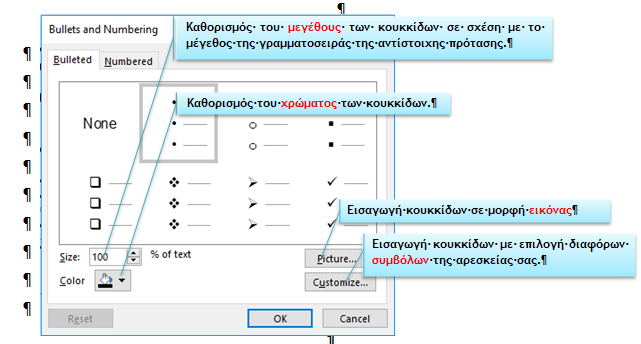 ¶
Bullets and Numbering
Καθορισμός· του· μεγέθους· των· κουκκίδων· σε· σχέση· με· το·
μέγεθος·της·γραμματοσειράς·της·αντίστοιχης·πρότασης.¶
Bulleted
Numbered
¶
¶
¶
¶
¶
¶
¶
¶
Καθορισμός·του·χρώματος·των·κουκκίδων.¶
None
Εισαγωγή·κουκκίδων·σε·μορφή·εικόνας¶
Εισαγωγή· κουκκίδων· με· επιλογή· διαφόρων·
συμβόλων·της·αρεσκείας·σας.¶
Size: 100 % of text
Picture...
Color
Customize...
Reset
OK
Cancel
¶